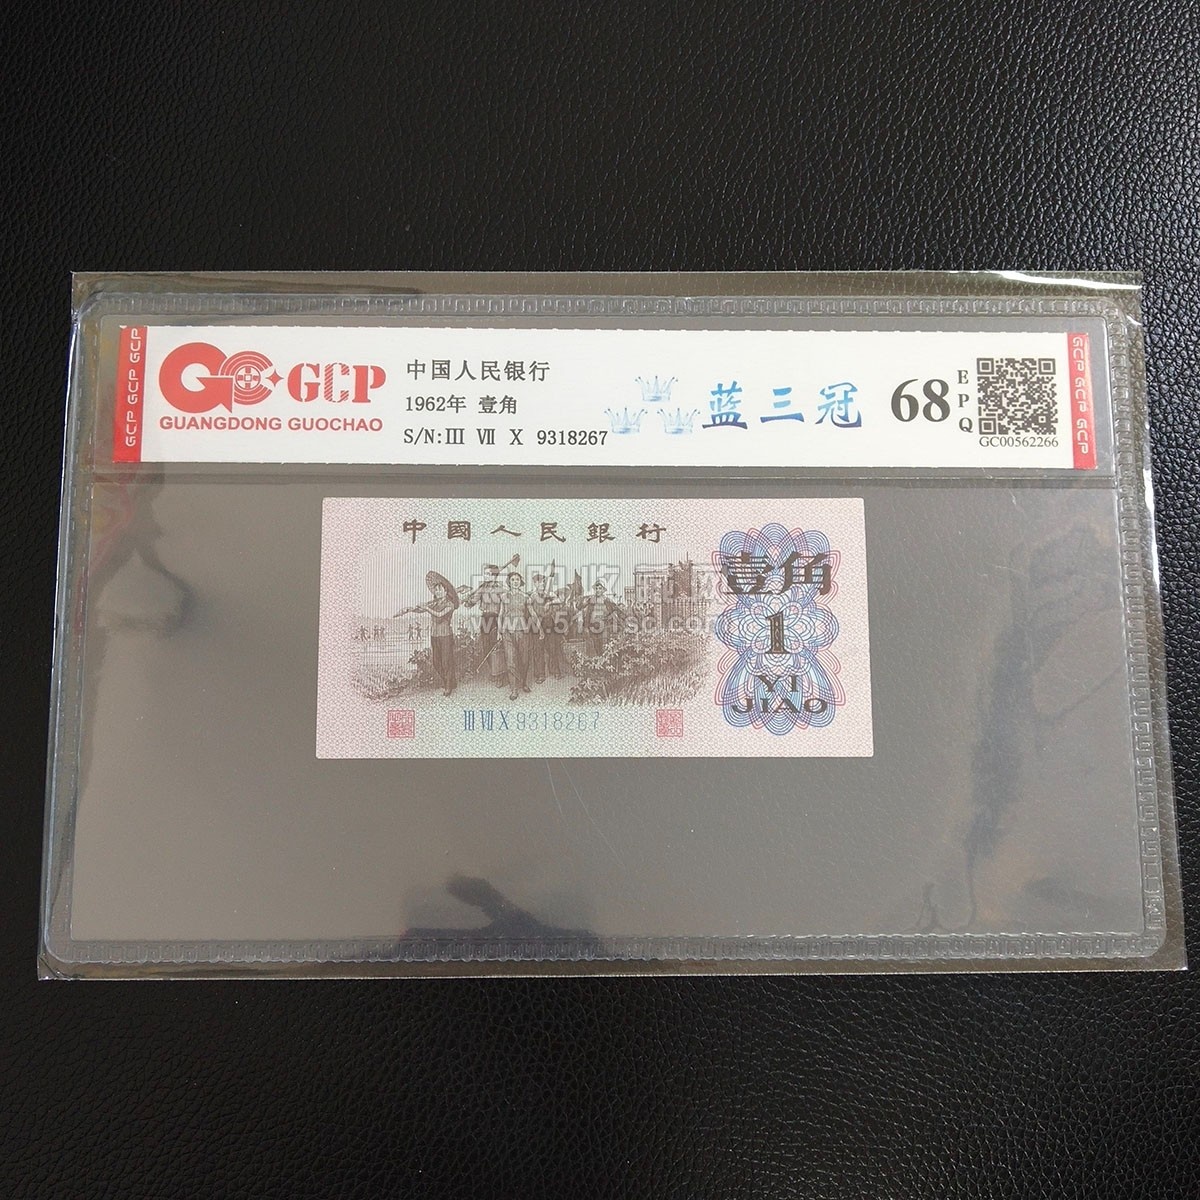 GCP GCP GCP
GC GCP
GUANGDONG GUOCHAO
中国人民银行
1962年 壹角
S/N:Ⅲ Ⅶ Ⅹ 9318267
蓝三冠
68
EPQ
GC00562266
GCP GCP GCP
中國人民銀行
壹角
1
YI
JIAO
www.5151sc.com
Ⅲ Ⅶ Ⅹ 9318267